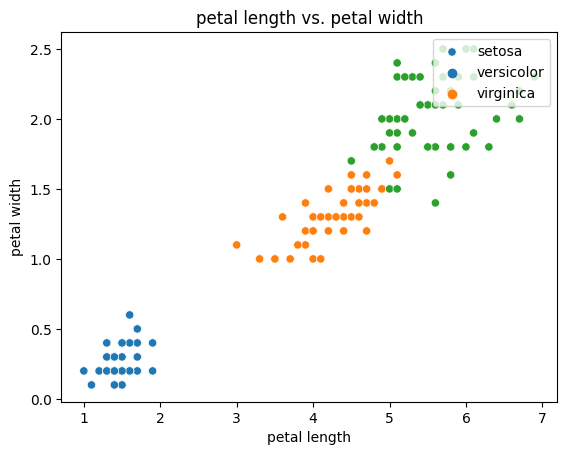 petal length vs. petal width
setosa
versicolor
virginica
2.5
2.0
1.5
1.0
0.5
0.0
petal width
1 2 3 4 5 6 7
petal length